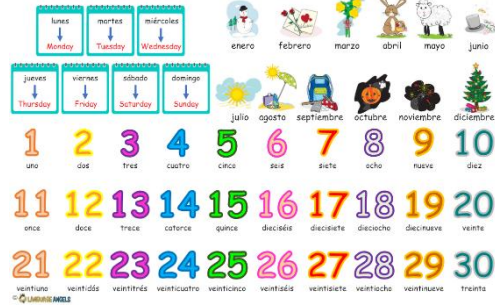 lunes martes miércoles
Monday Tuesday Wednesday
enero febrero marzo abril mayo junio
jueves viernes sábado domingo
Thursday Friday Saturday Sunday
julio agosto septiembre octubre noviembre diciembre
1 2 3 4 5 6 7 8 9 10
uno dos tres cuatro cinco seis siete ocho nueve diez
11 12 13 14 15 16 17 18 19 20
once doce trece catorce quince dieciséis diecisiete dieciocho diecinueve veinte
21 22 23 24 25 26 27 28 29 30
veintiuno veintidós veintitrés veinticuatro veinticinco veintiséis veintisiete veintiocho veintinueve treinta
© LANGUAGE ANGELS